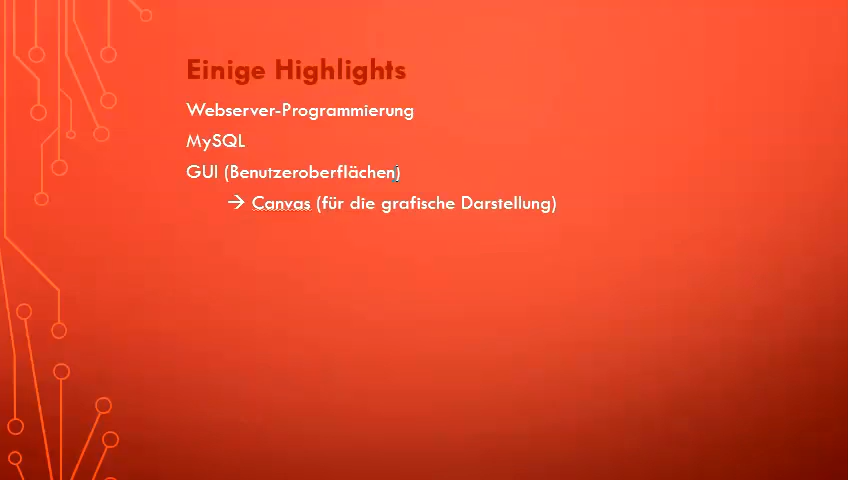 Einige Highlights
Webserver-Programmierung
MySQL
GUI (Benutzeroberflächen)
→ Canvas (für die grafische Darstellung)